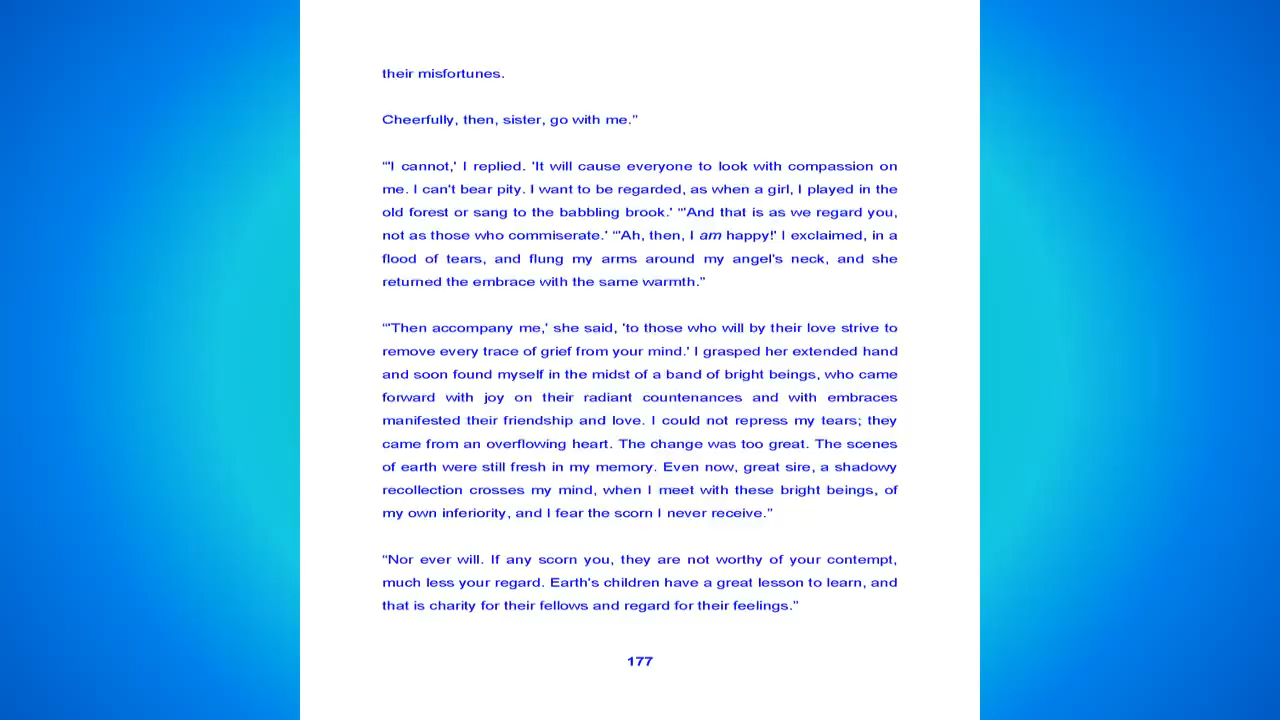 their misfortunes.
Cheerfully, then, sister, go with me.”
“'I cannot,' I replied. 'It will cause everyone to look with compassion on
me. I can't bear pity. I want to be regarded, as when a girl, I played in the
old forest or sang to the babbling brook.' “'And that is as we regard you,
not as those who commiserate.' “'Ah, then, I am happy!' I exclaimed, in a
flood of tears, and flung my arms around my angel's neck, and she
returned the embrace with the same warmth.”
“'Then accompany me,' she said, 'to those who will by their love strive to
remove every trace of grief from your mind.' I grasped her extended hand
and soon found myself in the midst of a band of bright beings, who came
forward with joy on their radiant countenances and with embraces
manifested their friendship and love. I could not repress my tears; they
came from an overflowing heart. The change was too great. The scenes
of earth were still fresh in my memory. Even now, great sire, a shadowy
recollection crosses my mind, when I meet with these bright beings, of
my own inferiority, and I fear the scorn I never receive.”
“Nor ever will. If any scorn you, they are not worthy of your contempt,
much less your regard. Earth's children have a great lesson to learn, and
that is charity for their fellows and regard for their feelings.”
177